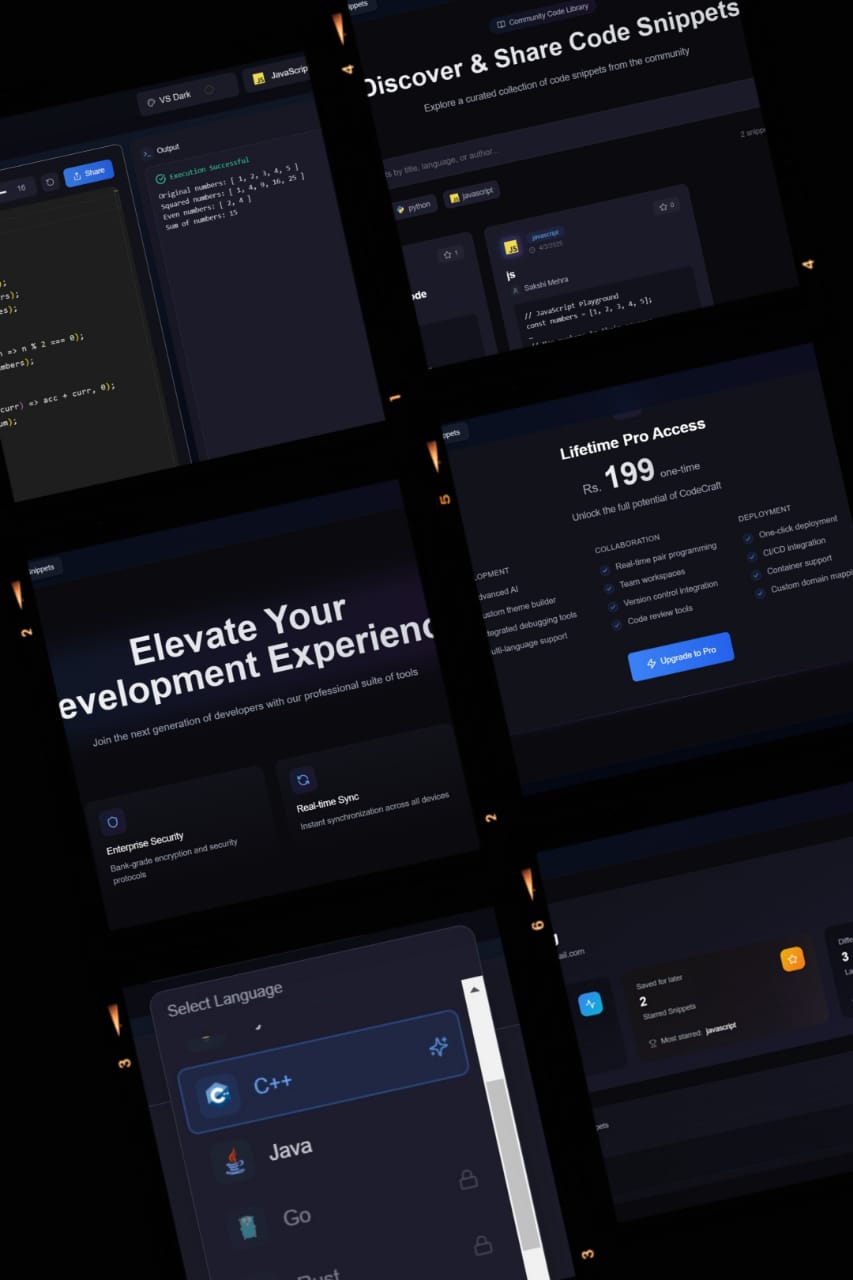 VS Dark
JavaScrip
16
Share
Output
Execution Successful
Original numbers: [ 1, 2, 3, 4, 5 ]
Squared numbers: [ 1, 4, 9, 16, 25 ]
Even numbers: [ 2, 4 ]
Sum of numbers: 15
);
rs);
es);
n => n % 2 === 0);
mbers);
curr) => acc + curr, 0);
um);
1
4
ippets
Community Code Library
Discover & Share Code Snippets
Explore a curated collection of code snippets from the community
ts by title, language, or author...
2 snippe
python
javascript
1
ode
JS
javascript
4/3/2025
0
js
Sakshi Mehra
// JavaScript Playground
const numbers = [1, 2, 3, 4, 5];
4
2
nippets
Elevate Your
evelopment Experienc
Join the next generation of developers with our professional suite of tools
Enterprise Security
Bank-grade encryption and security
protocols
Real-time Sync
Instant synchronization across all devices
2
5
ppets
Lifetime Pro Access
Rs. 199 one-time
Unlock the full potential of CodeCraft
LOPMENT
dvanced AI
ustom theme builder
tegrated debugging tools
ulti-language support
COLLABORATION
Real-time pair programming
Team workspaces
Version control integration
Code review tools
DEPLOYMENT
One-click deployment
CI/CD integration
Container support
Custom domain mappi
Upgrade to Pro
3
Select Language
C++
Java
Go
Rust
3
6
ail.com
Saved for later
2
Starred Snippets
Most starred: javascript
Diffe
3
La
pets